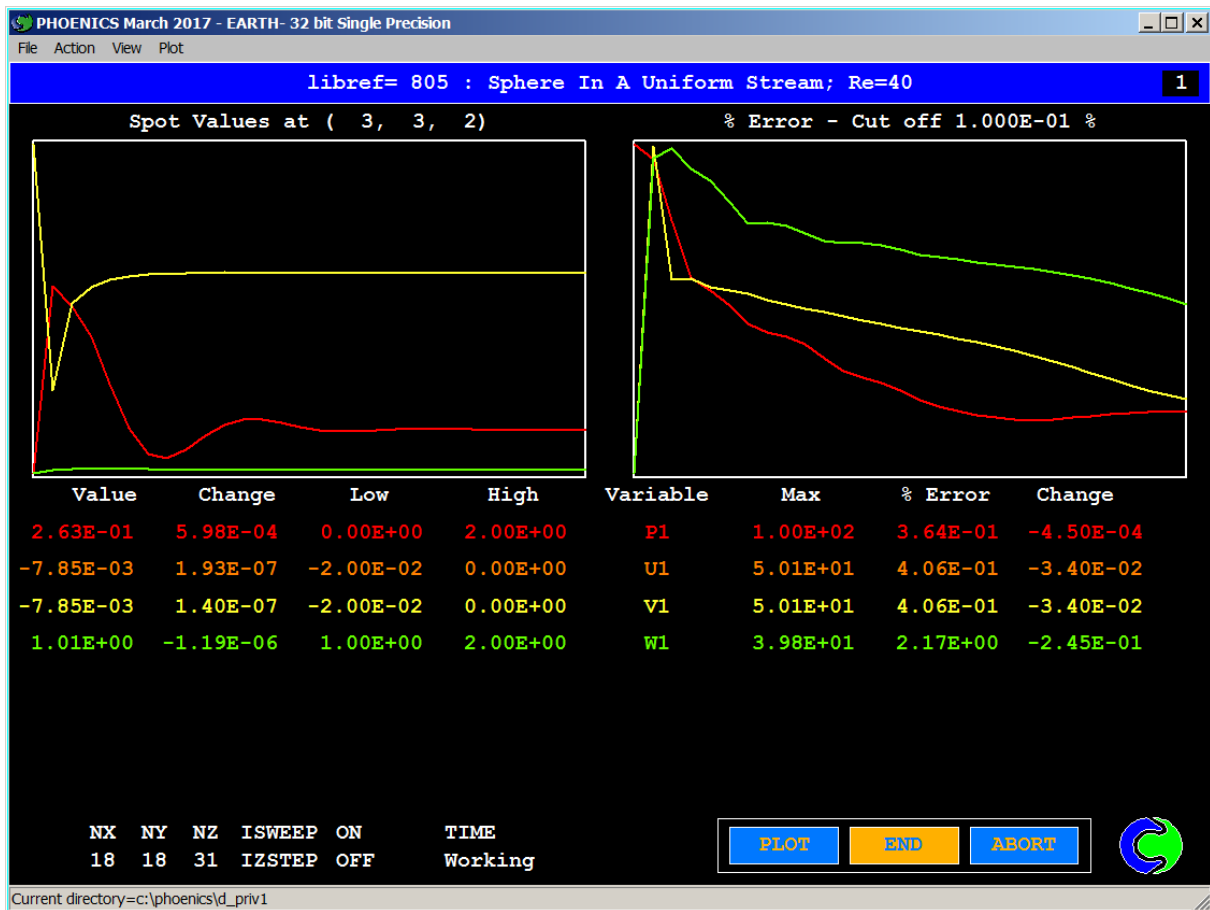 PHOENICS March 2017 - EARTH- 32 bit Single Precision
File Action View Plot
libref= 805 : Sphere In A Uniform Stream; Re=40 1
Spot Values at ( 3, 3, 2) % Error - Cut off 1.000E-01 %
Value Change Low High Variable Max % Error Change
2.63E-01 5.98E-04 0.00E+00 2.00E+00 P1 1.00E+02 3.64E-01 -4.50E-04
-7.85E-03 1.93E-07 -2.00E-02 0.00E+00 U1 5.01E+01 4.06E-01 -3.40E-02
-7.85E-03 1.40E-07 -2.00E-02 0.00E+00 V1 5.01E+01 4.06E-01 -3.40E-02
1.01E+00 -1.19E-06 1.00E+00 2.00E+00 W1 3.98E+01 2.17E+00 -2.45E-01
NX NY NZ ISWEEP ON TIME
18 18 31 IZSTEP OFF Working
PLOT END ABORT
Current directory=c:\phoenics\d_priv1